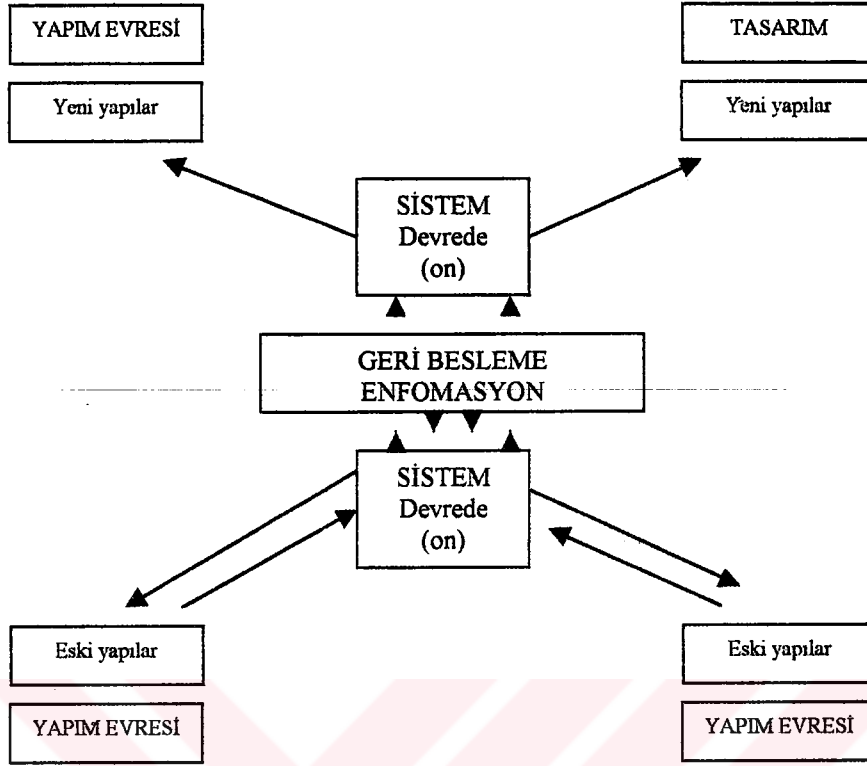 YAPIM EVRESİ
TASARIM
Yeni yapılar
Yeni yapılar
SİSTEM
Devrede
(on)
GERİ BESLEME
ENFOMASYON
SİSTEM
Devrede
(on)
Eski yapılar
Eski yapılar
YAPIM EVRESİ
YAPIM EVRESİ